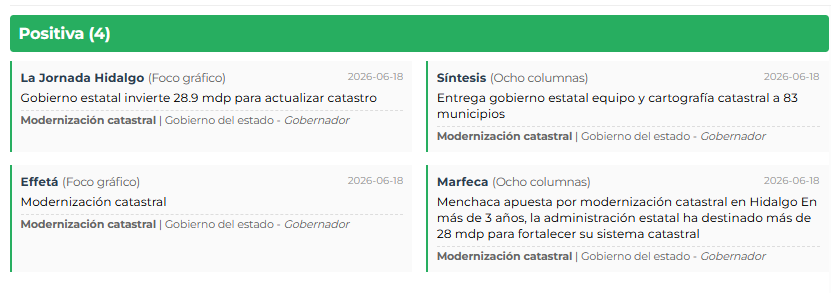 Positiva (4)
La Jornada Hidalgo (Foco gráfico) 2026-06-18
Gobierno estatal invierte 28.9 mdp para actualizar catastro
Modernización catastral | Gobierno del estado - Gobernador
Síntesis (Ocho columnas) 2026-06-18
Entrega gobierno estatal equipo y cartografía catastral a 83
municipios
Modernización catastral | Gobierno del estado - Gobernador
Effetá (Foco gráfico) 2026-06-18
Modernización catastral
Modernización catastral | Gobierno del estado - Gobernador
Marfeca (Ocho columnas) 2026-06-18
Menchaca apuesta por modernización catastral en Hidalgo En
más de 3 años, la administración estatal ha destinado más de
28 mdp para fortalecer su sistema catastral
Modernización catastral | Gobierno del estado - Gobernador